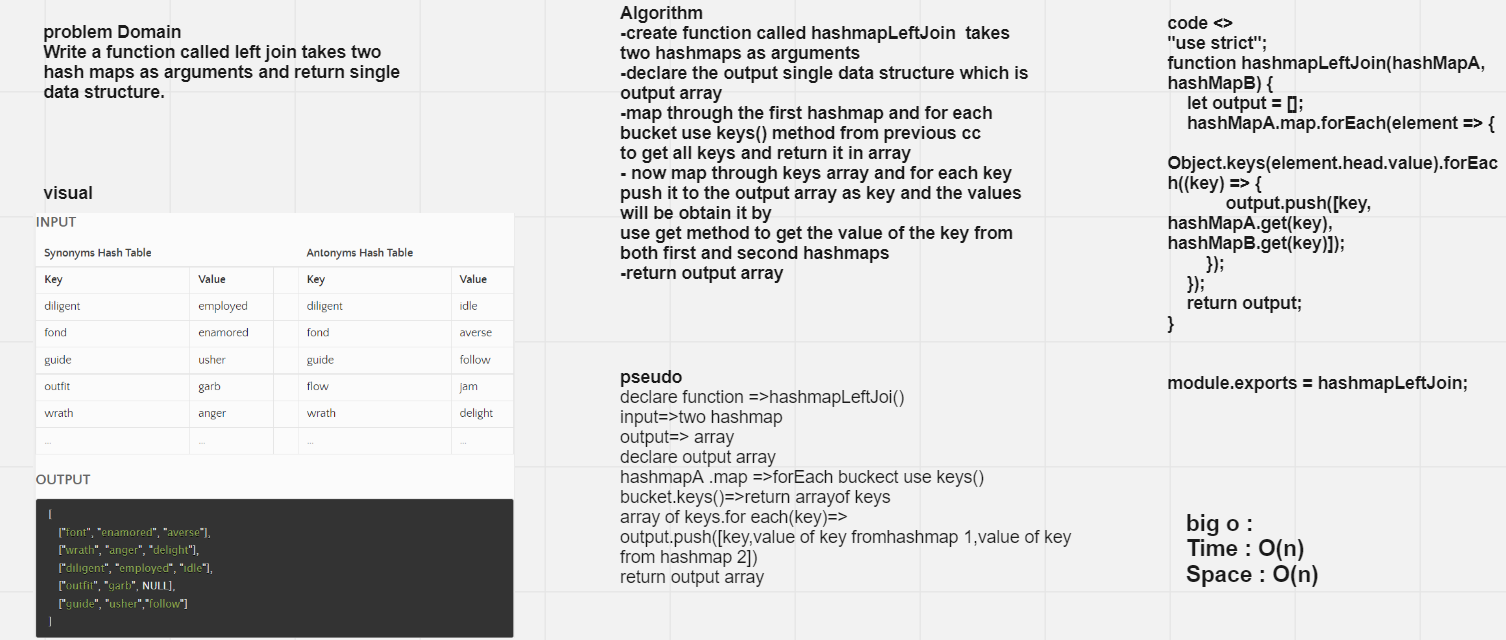 problem Domain
Write a function called left join takes two
hash maps as arguments and return single
data structure.
visual
INPUT
Synonyms Hash Table Antonyms Hash Table
Key Value Key Value
diligent employed diligent idle
fond enamored fond averse
guide usher guide follow
outfit garb flow jam
wrath anger wrath delight
... ... ... ...
OUTPUT
[
["font", "enamored", "averse"],
["wrath", "anger", "delight"],
["diligent", "employed", "idle"],
["outfit", "garb", NULL],
["guide", "usher","follow"]
]
Algorithm
-create function called hashmapLeftJoin takes
two hashmaps as arguments
-declare the output single data structure which is
output array
-map through the first hashmap and for each
bucket use keys() method from previous cc
to get all keys and return it in array
- now map through keys array and for each key
push it to the output array as key and the values
will be obtain it by
use get method to get the value of the key from
both first and second hashmaps
-return output array
pseudo
declare function =>hashmapLeftJoi()
input=>two hashmap
output=> array
declare output array
hashmapA .map =>forEach buckect use keys()
bucket.keys()=>return arrayof keys
array of keys.for each(key)=>
output.push([key,value of key fromhashmap 1,value of key
from hashmap 2])
return output array
code <>
"use strict";
function hashmapLeftJoin(hashMapA,
hashMapB) {
let output = [];
hashMapA.map.forEach(element => {
Object.keys(element.head.value).forEac
h((key) => {
output.push([key,
hashMapA.get(key),
hashMapB.get(key)]);
});
});
return output;
}
module.exports = hashmapLeftJoin;
big o :
Time : O(n)
Space : O(n)